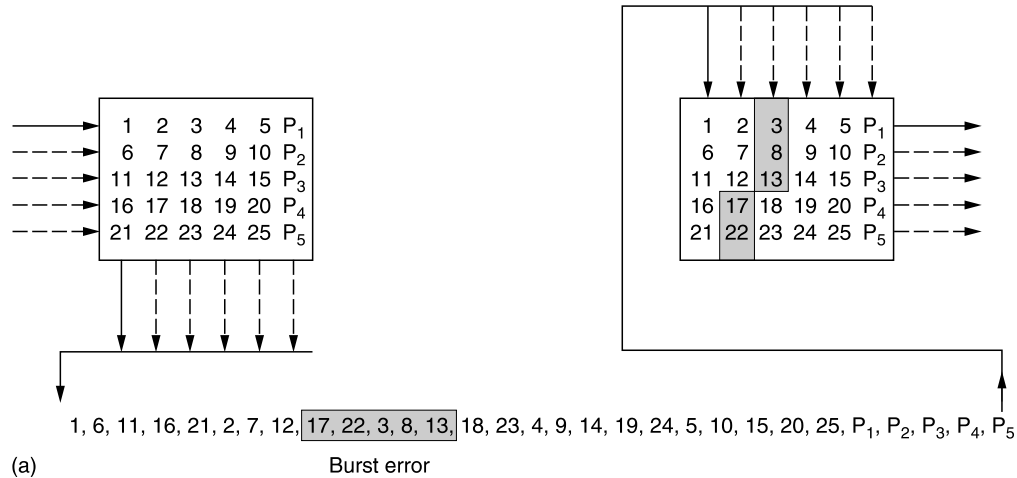 1 2 3 4 5 P1
6 7 8 9 10 P2
11 12 13 14 15 P3
16 17 18 19 20 P4
21 22 23 24 25 P5
1 2 3 4 5 P1
6 7 8 9 10 P2
11 12 13 14 15 P3
16 17 18 19 20 P4
21 22 23 24 25 P5
1, 6, 11, 16, 21, 2, 7, 12, 17, 22, 3, 8, 13, 18, 23, 4, 9, 14, 19, 24, 5, 10, 15, 20, 25, P1, P2, P3, P4, P5
(a) Burst error